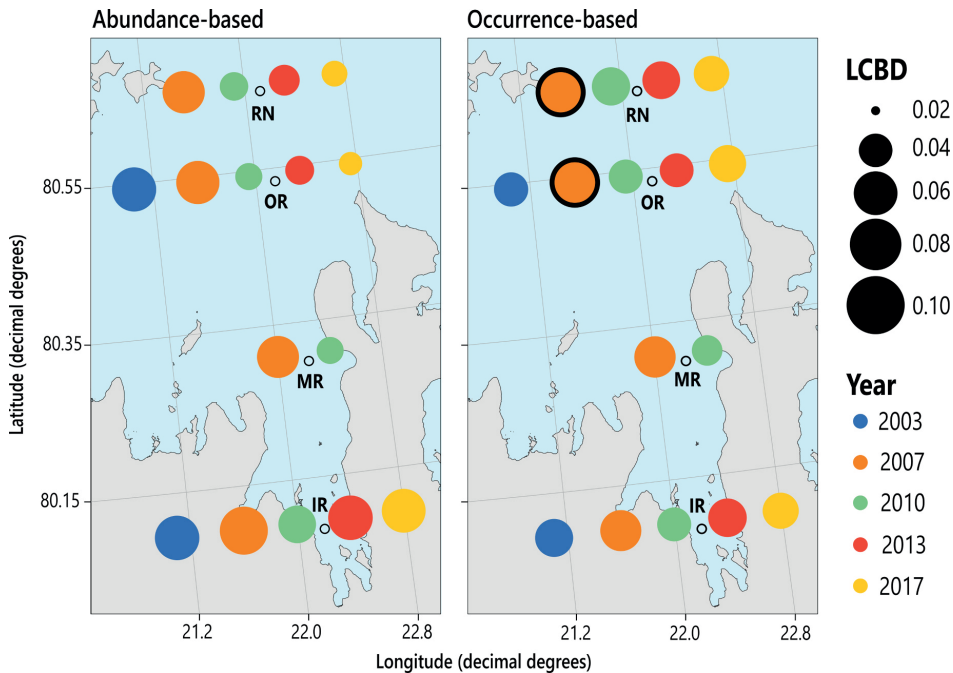 Abundance-based
Occurrence-based
RN
OR
MR
IR
RN
OR
MR
IR
80.55
80.35
80.15
Latitude (decimal degrees)
21.2
22.0
22.8
21.2
22.0
22.8
Longitude (decimal degrees)
LCBD
0.02
0.04
0.06
0.08
0.10
Year
2003
2007
2010
2013
2017